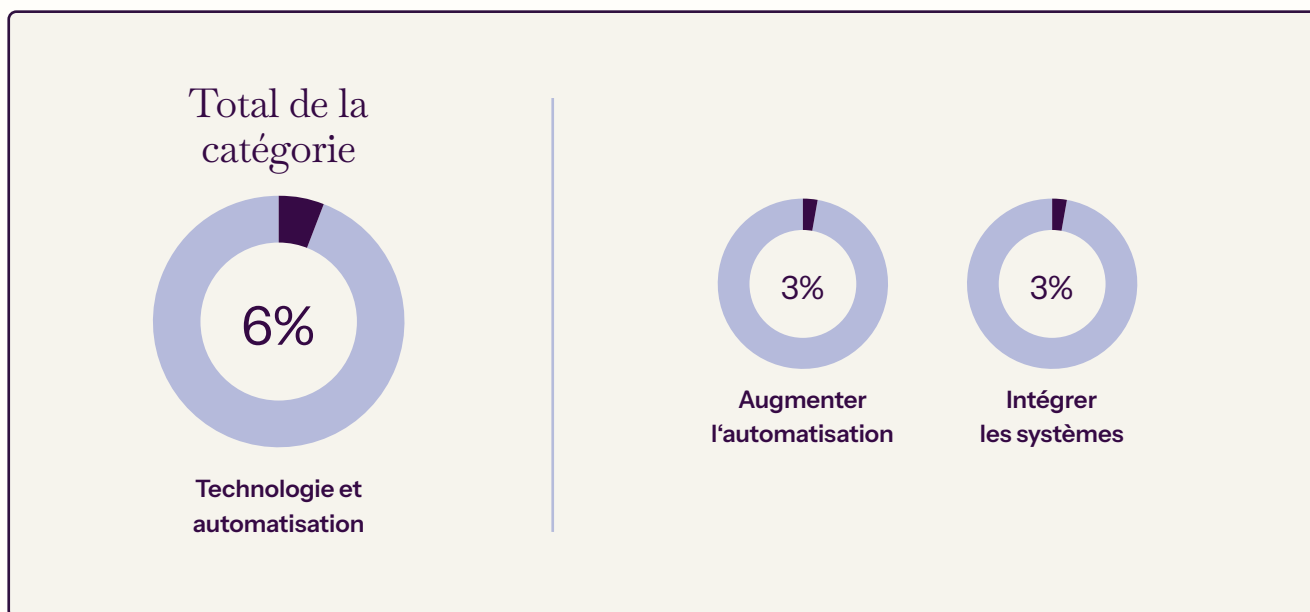 Total de la
catégorie
6%
Technologie et
automatisation
3%
Augmenter
l‘automatisation
3%
Intégrer
les systèmes